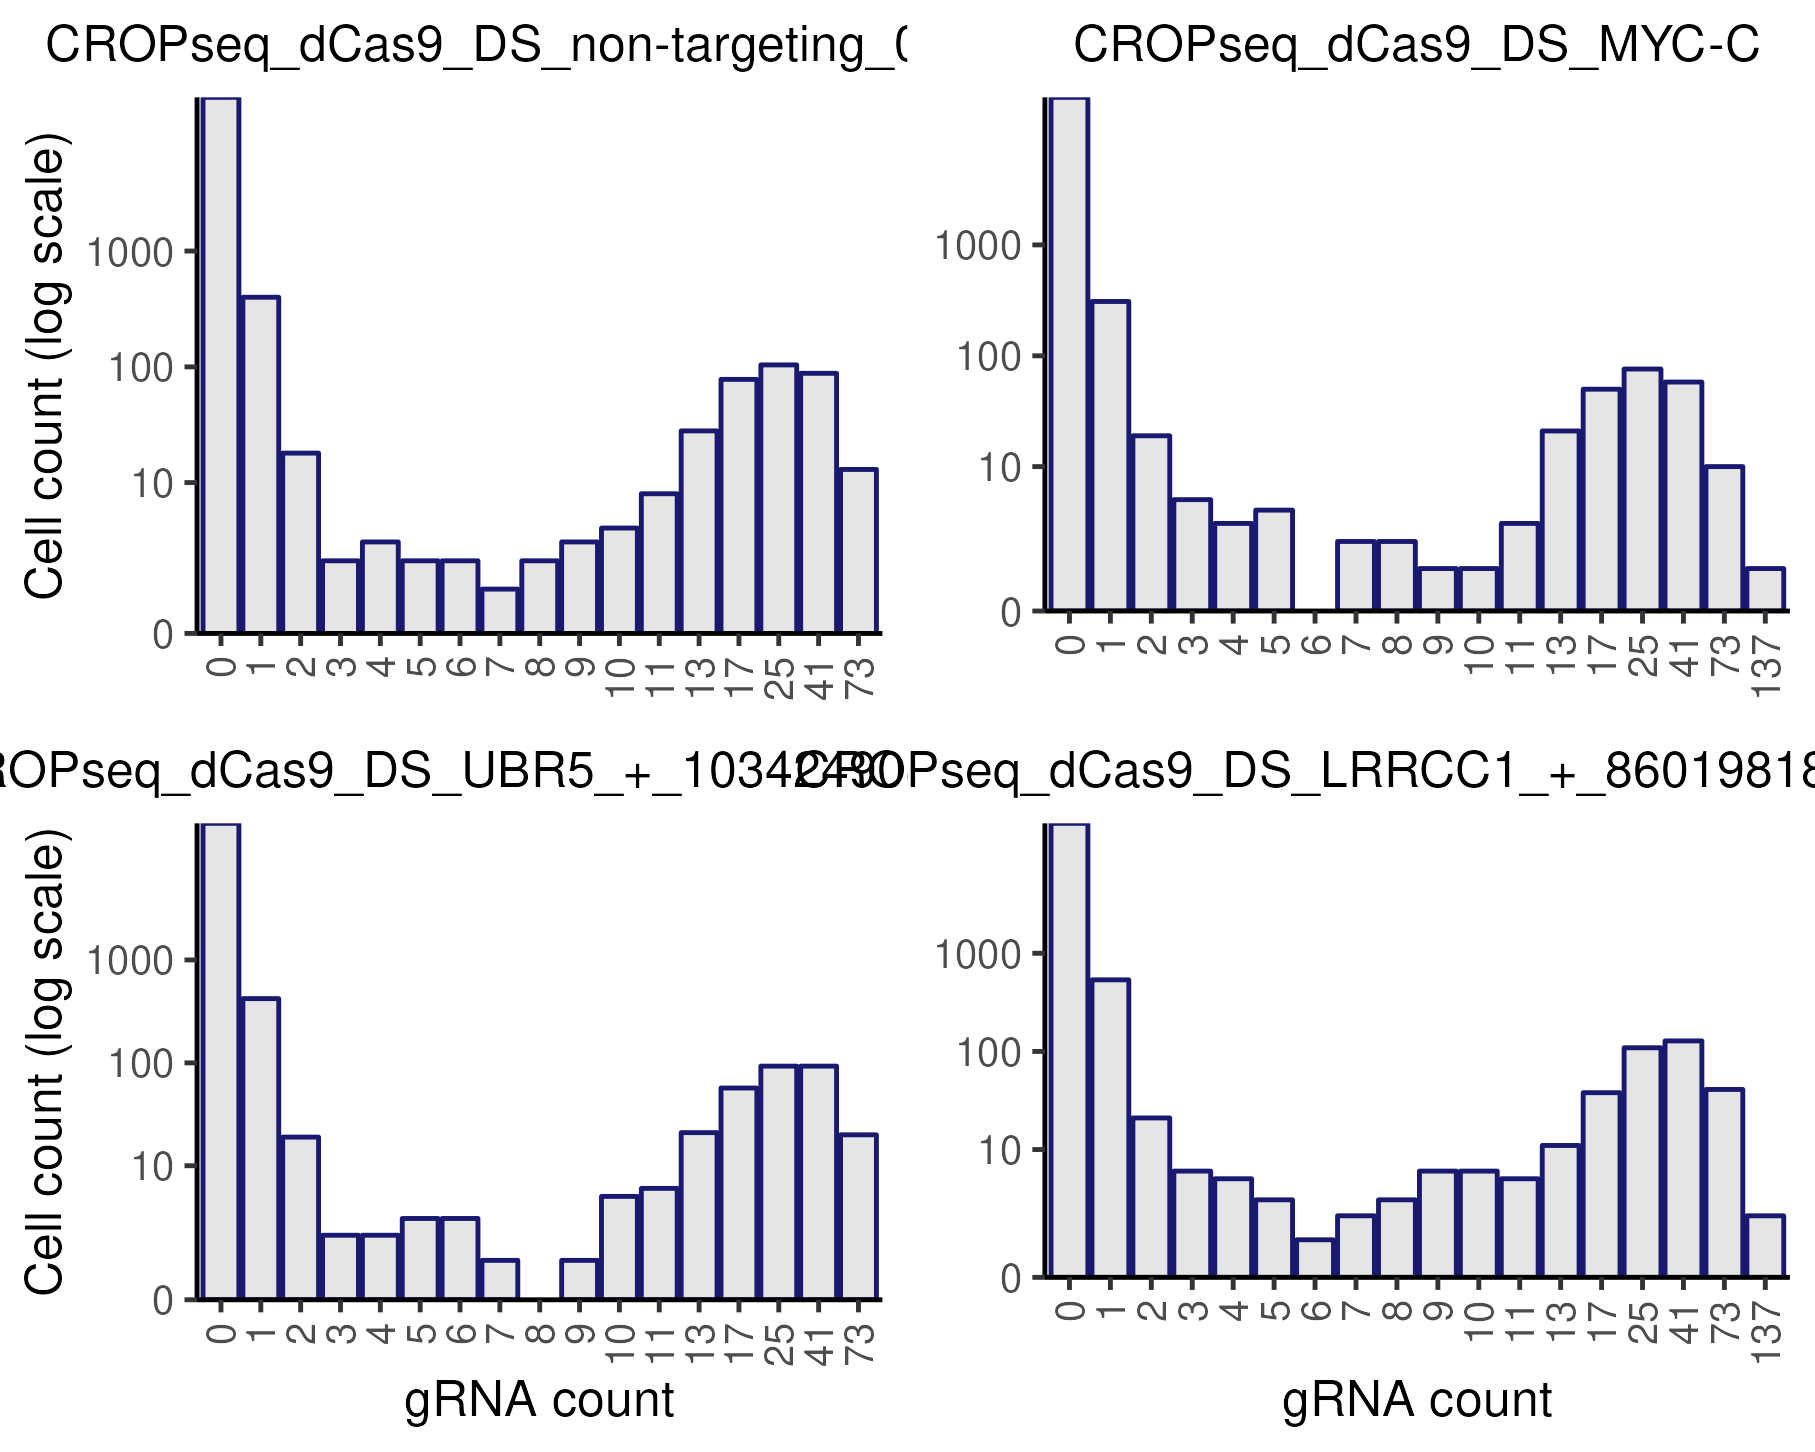 CROPseq_dCas9_DS_non-targeting_
CROPseq_dCas9_DS_MYC-C
Cell count (log scale)
1000
100
10
0
0 1 2 3 4 5 6 7 8 9 10 11 13 17 25 41 73
1000
100
10
0
0 1 2 3 4 5 6 7 8 9 10 11 13 17 25 41 73 137
ROPseq_dCas9_DS_UBR5_+_1034
CROPseq_dCas9_DS_LRRCC1_+_86019818
Cell count (log scale)
1000
100
10
0
0 1 2 3 4 5 6 7 8 9 10 11 13 17 25 41 73
gRNA count
1000
100
10
0
0 1 2 3 4 5 6 7 8 9 10 11 13 17 25 41 73 137
gRNA count